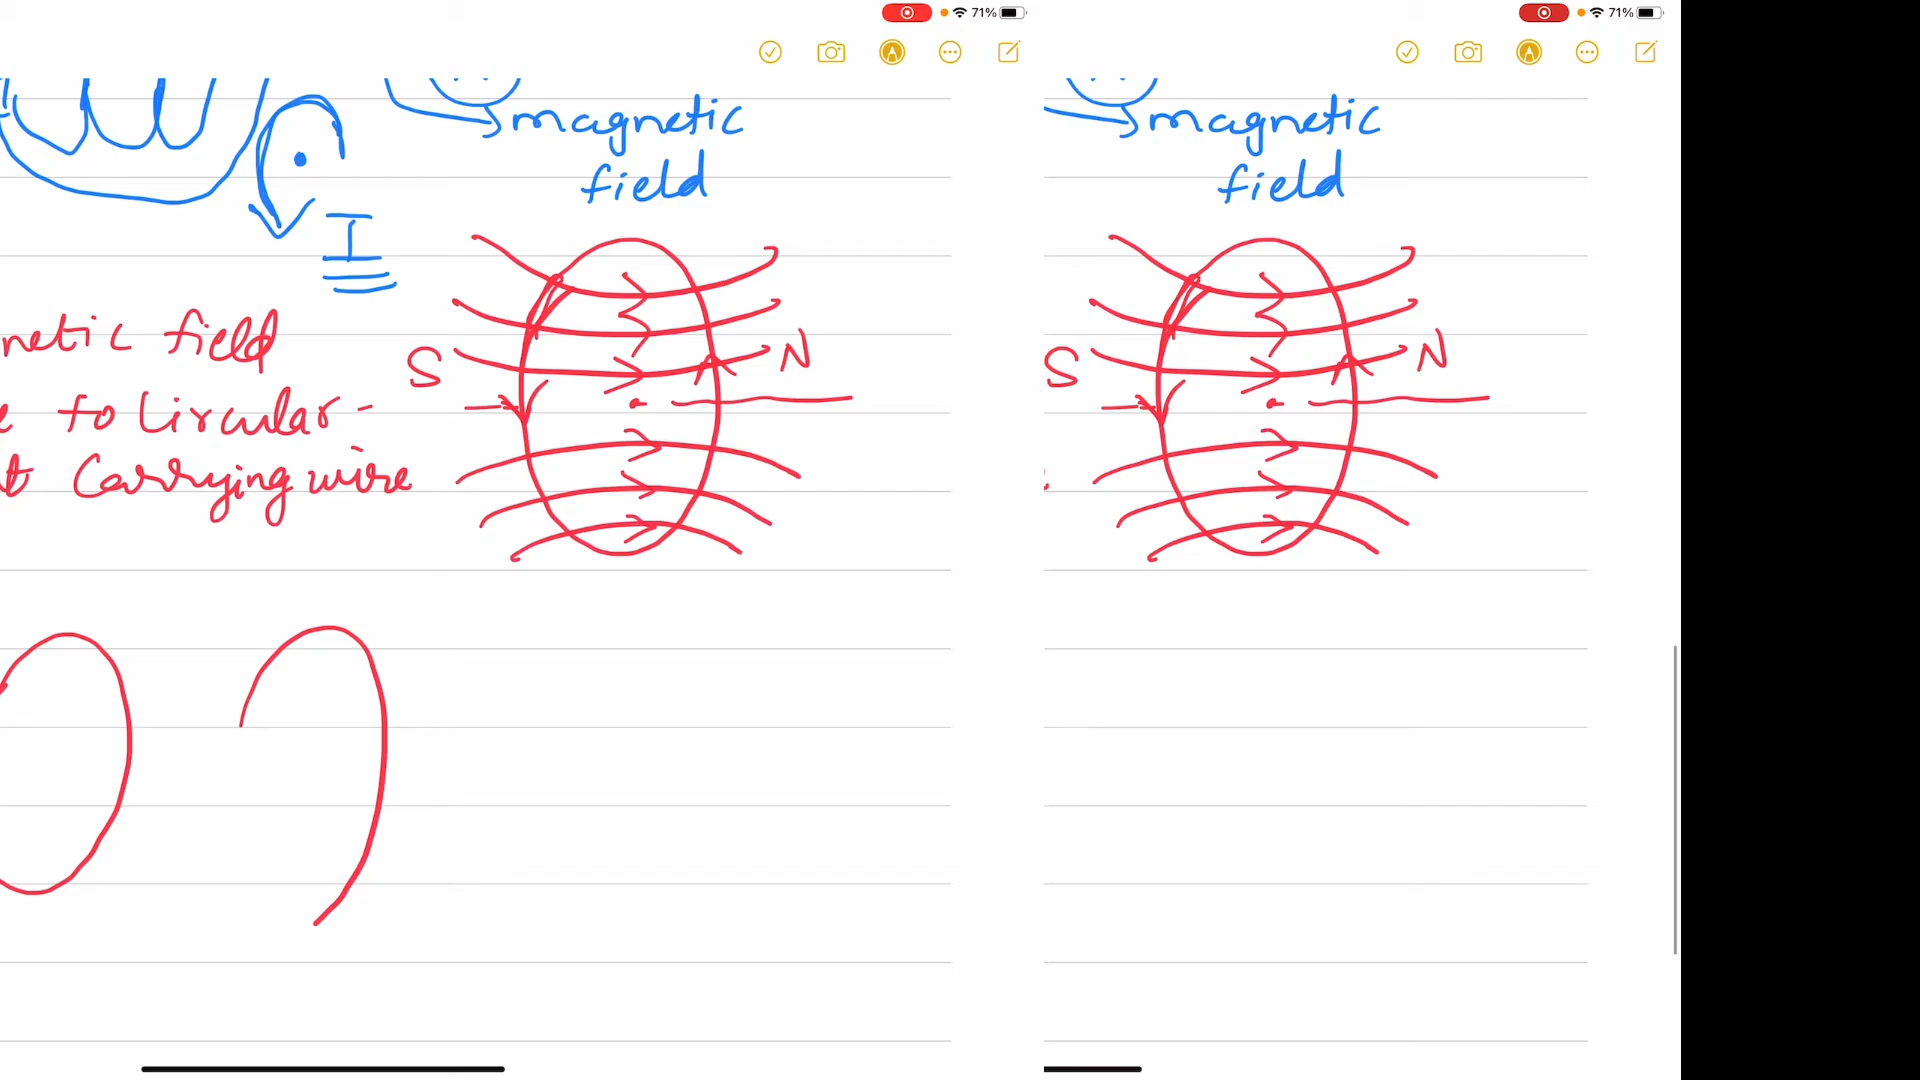 71% 71%
magnetic magnetic
field field
I
netic field
S N S N
e to Circular-
t Carrying wire